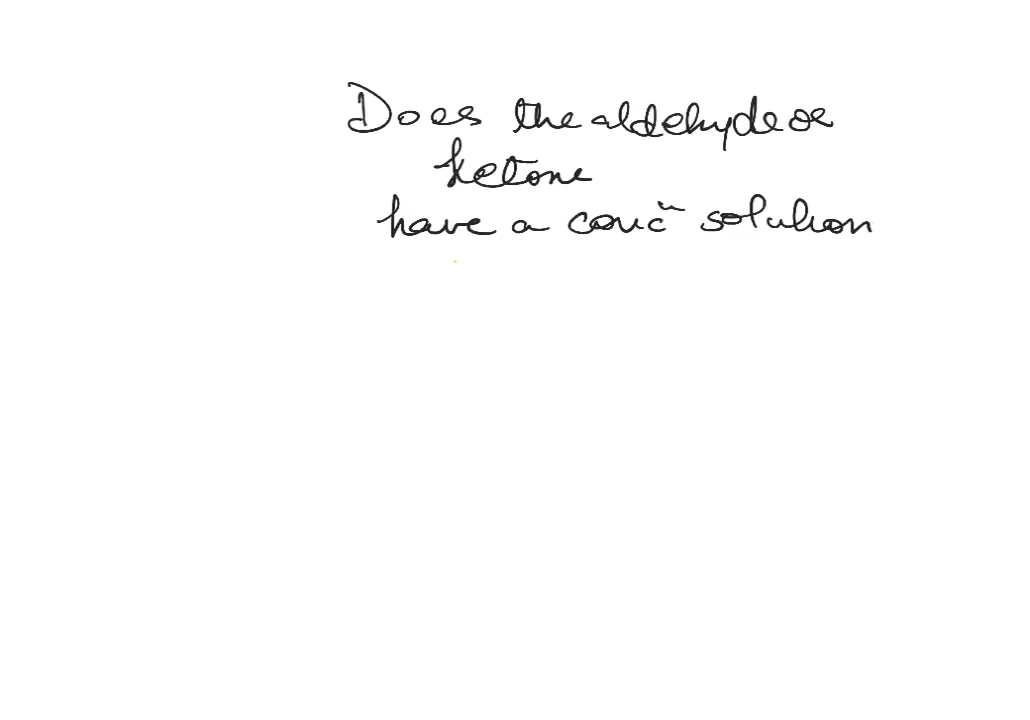 Does the aldehyde or
ketone
have a concn solution